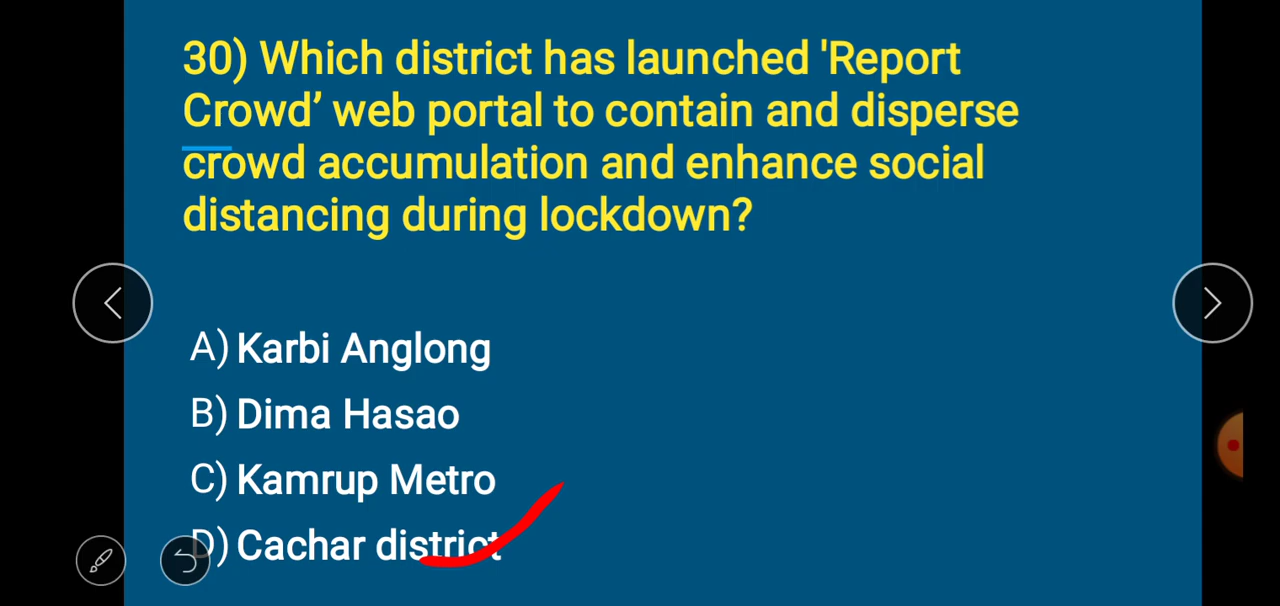 30) Which district has launched 'Report
Crowd’ web portal to contain and disperse
crowd accumulation and enhance social
distancing during lockdown?
A) Karbi Anglong
B) Dima Hasao
C) Kamrup Metro
D) Cachar district